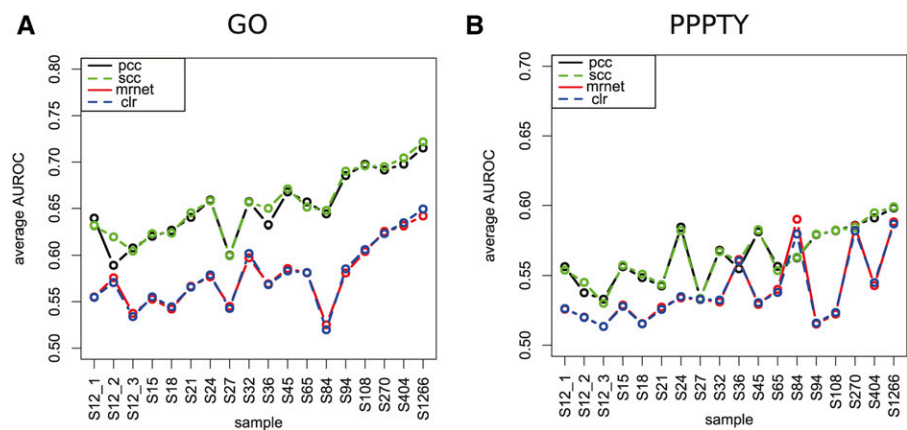 A
GO
average AUROC
0.80
0.75
0.70
0.65
0.60
0.55
0.50
pcc
scc
mrnet
clr
S12_1
S12_2
S12_3
S15
S18
S21
S24
S27
S32
S36
S45
S65
S84
S94
S108
S270
S404
S1266
sample
B
PPPTY
average AUROC
0.70
0.65
0.60
0.55
0.50
pcc
scc
mrnet
clr
S12_1
S12_2
S12_3
S15
S18
S21
S24
S27
S32
S36
S45
S65
S84
S94
S108
S270
S404
S1266
sample